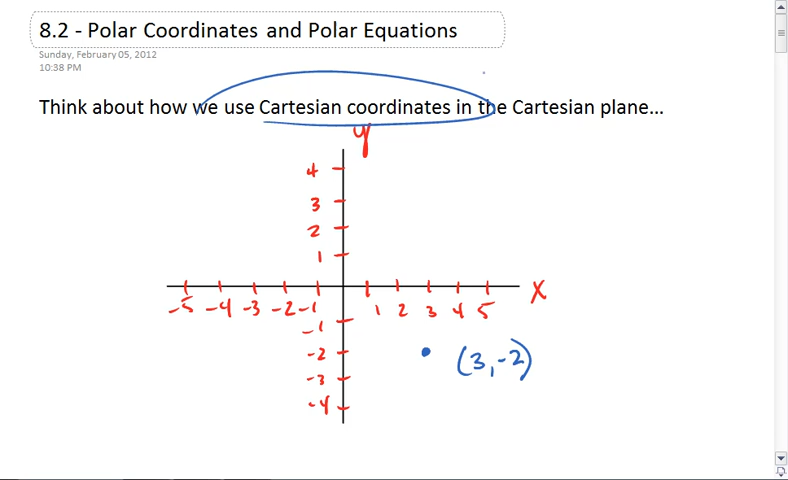 8.2 - Polar Coordinates and Polar Equations
Sunday, February 05, 2012
10:38 PM
Think about how we use Cartesian coordinates in the Cartesian plane...
y
4
3
2
1
-5 -4 -3 -2 -1 1 2 3 4 5 x
-1
-2 (3,-2)
-3
-4